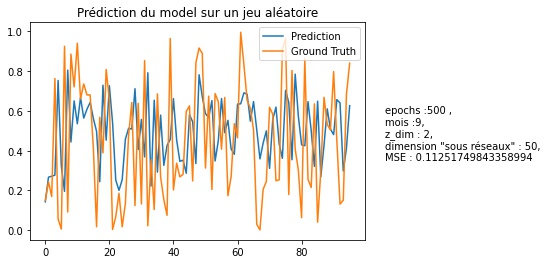 Prédiction du model sur un jeu aléatoire
Prediction
Ground Truth
1.0
0.8
0.6
0.4
0.2
0.0
0
20
40
60
80
epochs :500 ,
mois :9,
z_dim : 2,
dimension "sous réseaux" : 50,
MSE : 0.11251749843358994